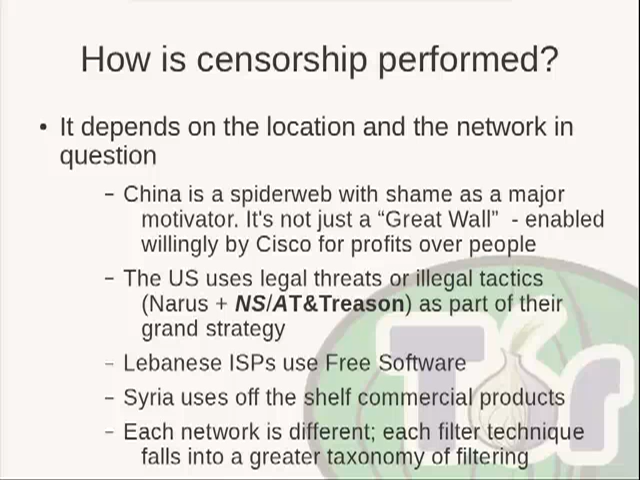 How is censorship performed?
• It depends on the location and the network in
question
– China is a spiderweb with shame as a major
motivator. It's not just a “Great Wall” - enabled
willingly by Cisco for profits over people
– The US uses legal threats or illegal tactics
(Narus + NS/AT&Treason) as part of their
grand strategy
– Lebanese ISPs use Free Software
– Syria uses off the shelf commercial products
– Each network is different; each filter technique
falls into a greater taxonomy of filtering
Tor